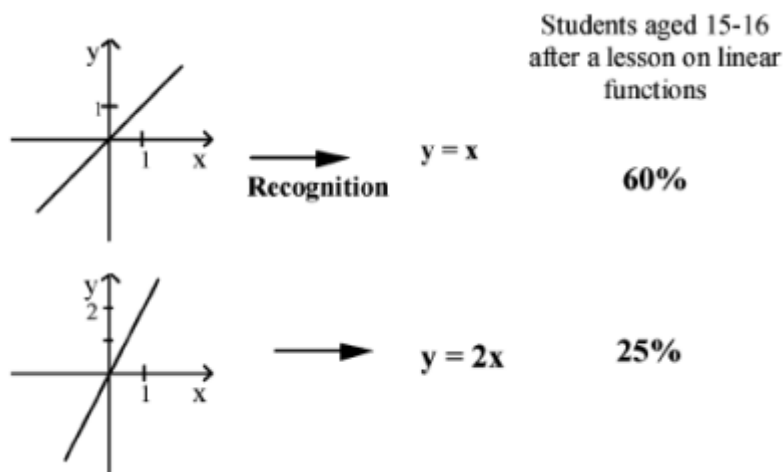 Students aged 15-16
after a lesson on linear
functions
y
1
1
x
Recognition
y = x
60%
y
2
1
x
y = 2x
25%